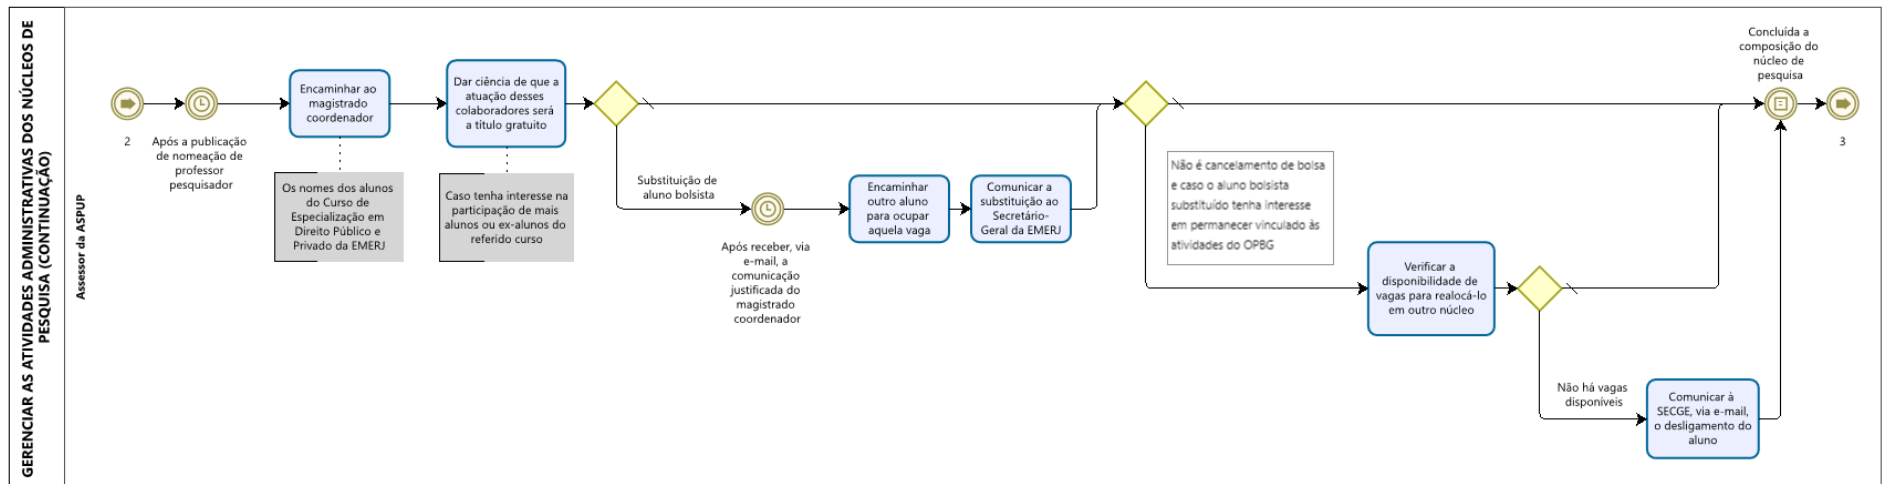 GERENCIAR AS ATIVIDADES ADMINISTRATIVAS DOS NÚCLEOS DE
PESQUISA (CONTINUAÇÃO)
Assessor da ASPUP
2
Após a publicação
de nomeação de
professor
pesquisador
Encaminhar ao
magistrado
coordenador
Os nomes dos alunos
do Curso de
Especialização em
Direito Público e
Privado da EMERJ
Dar ciência de que a
atuação desses
colaboradores será
a título gratuito
Caso tenha interesse na
participação de mais
alunos ou ex-alunos do
referido curso
Substituição de
aluno bolsista
Após receber, via
e-mail, a
comunicação
justificada do
magistrado
coordenador
Encaminhar
outro aluno
para ocupar
aquela vaga
Comunicar a
substituição ao
Secretário-
Geral da EMERJ
Não é cancelamento de bolsa
e caso o aluno bolsista
substituído tenha interesse
em permanecer vinculado às
atividades do OPBG
Verificar a
disponibilidade de
vagas para realocá-lo
em outro núcleo
Não há vagas
disponíveis
Comunicar à
SECGE, via e-mail,
o desligamento do
aluno
Concluída a
composição do
núcleo de
pesquisa
3